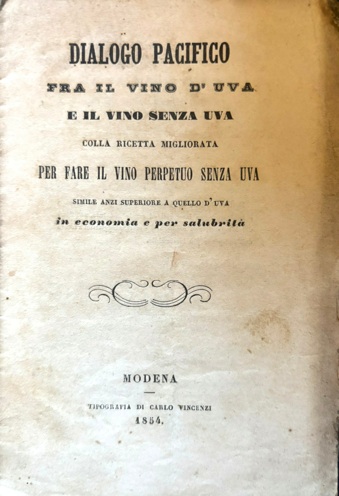 DIALOGO PACIFICO
FRA IL VINO D' UVA
E IL VINO SENZA UVA
COLLA RICETTA MIGLIORATA
PER FARE IL VINO PERPETUO SENZA UVA
SIMILE ANZI SUPERIORE A QUELLO D' UVA
in economia e per salubrità
MODENA
TIPOGRAFIA DI CARLO VINCENZI
1854.